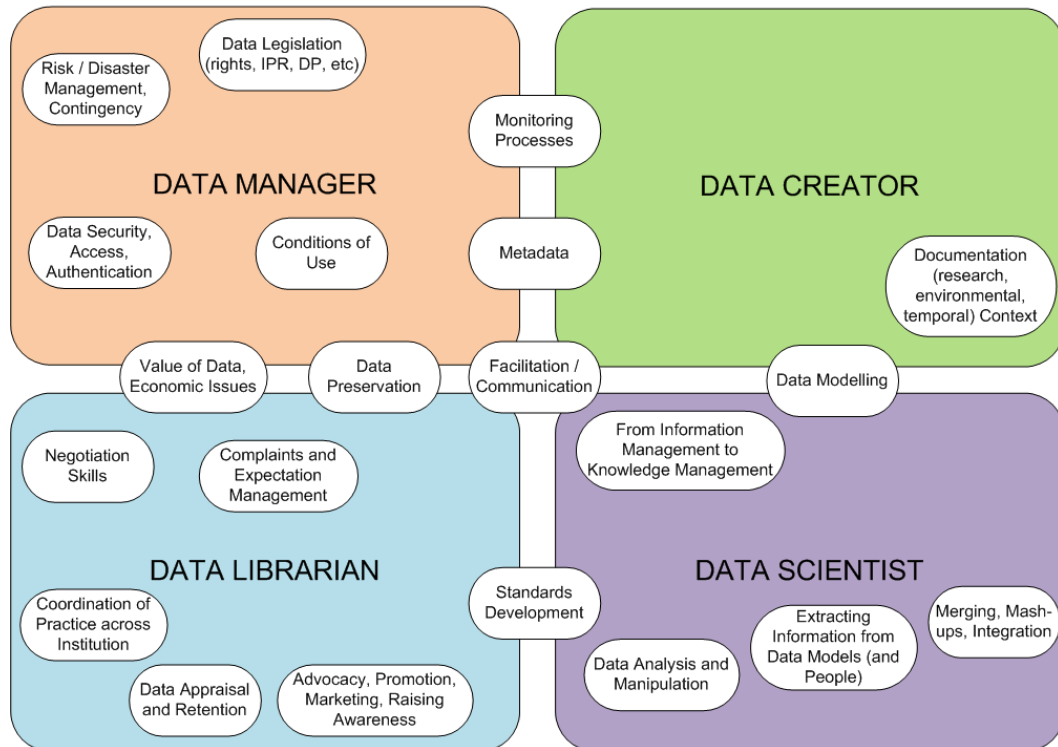 Data Legislation
(rights, IPR, DP, etc)
Risk / Disaster
Management,
Contingency
Monitoring
Processes
DATA MANAGER
DATA CREATOR
Data Security,
Access,
Authentication
Conditions of
Use
Metadata
Documentation
(research,
environmental,
temporal) Context
Value of Data,
Economic Issues
Data
Preservation
Facilitation /
Communication
Data Modelling
From Information
Management to
Knowledge Management
Negotiation
Skills
Complaints and
Expectation
Management
DATA LIBRARIAN
DATA SCIENTIST
Coordination of
Practice across
Institution
Standards
Development
Extracting
Information from
Data Models (and
People)
Merging, Mash-
ups, Integration
Data Analysis and
Manipulation
Data Appraisal
and Retention
Advocacy, Promotion,
Marketing, Raising
Awareness